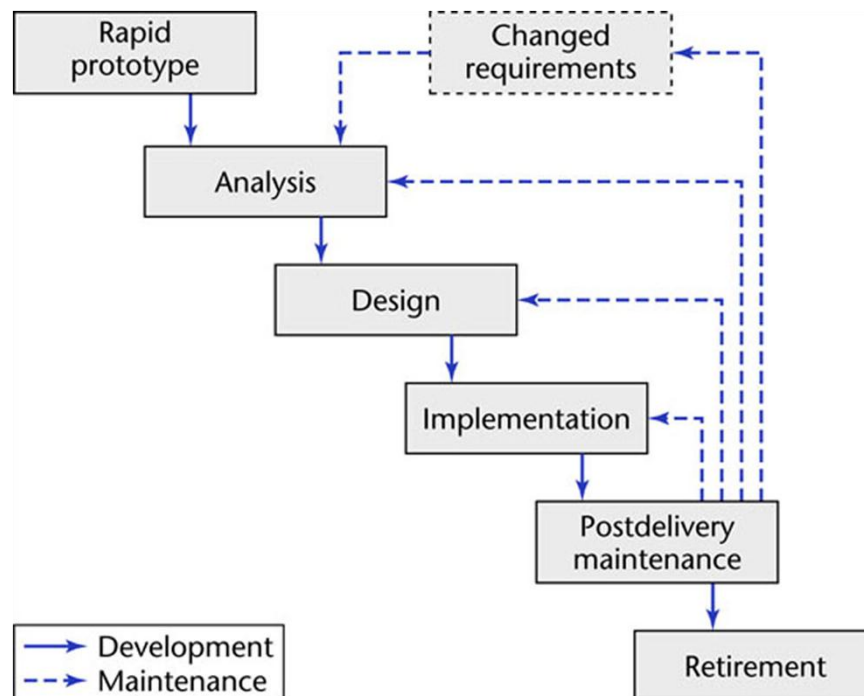 Rapid
prototype
Changed
requirements
Analysis
Design
Implementation
Postdelivery
maintenance
Development
Maintenance
Retirement